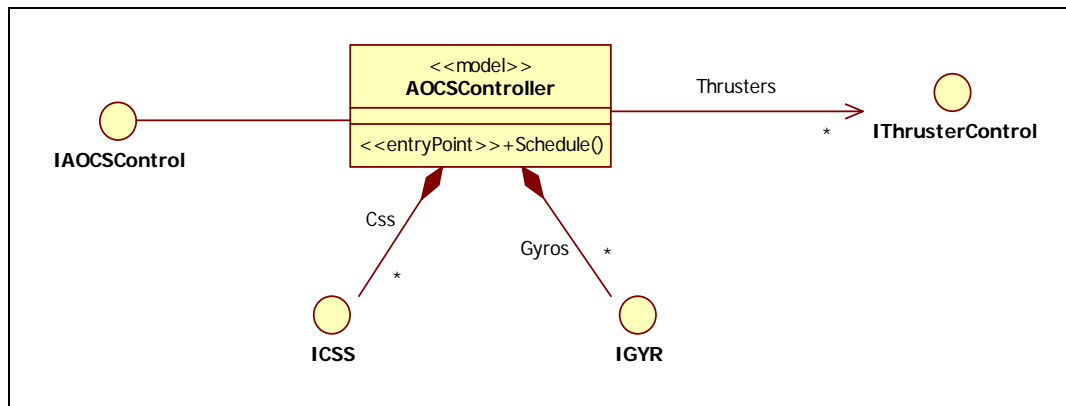 <<model>>
AOCSController
Thrusters
*
IThrusterControl
IAOCSControl
<<entryPoint>>+Schedule()
Css
*
Gyros
*
ICSS
IGYR